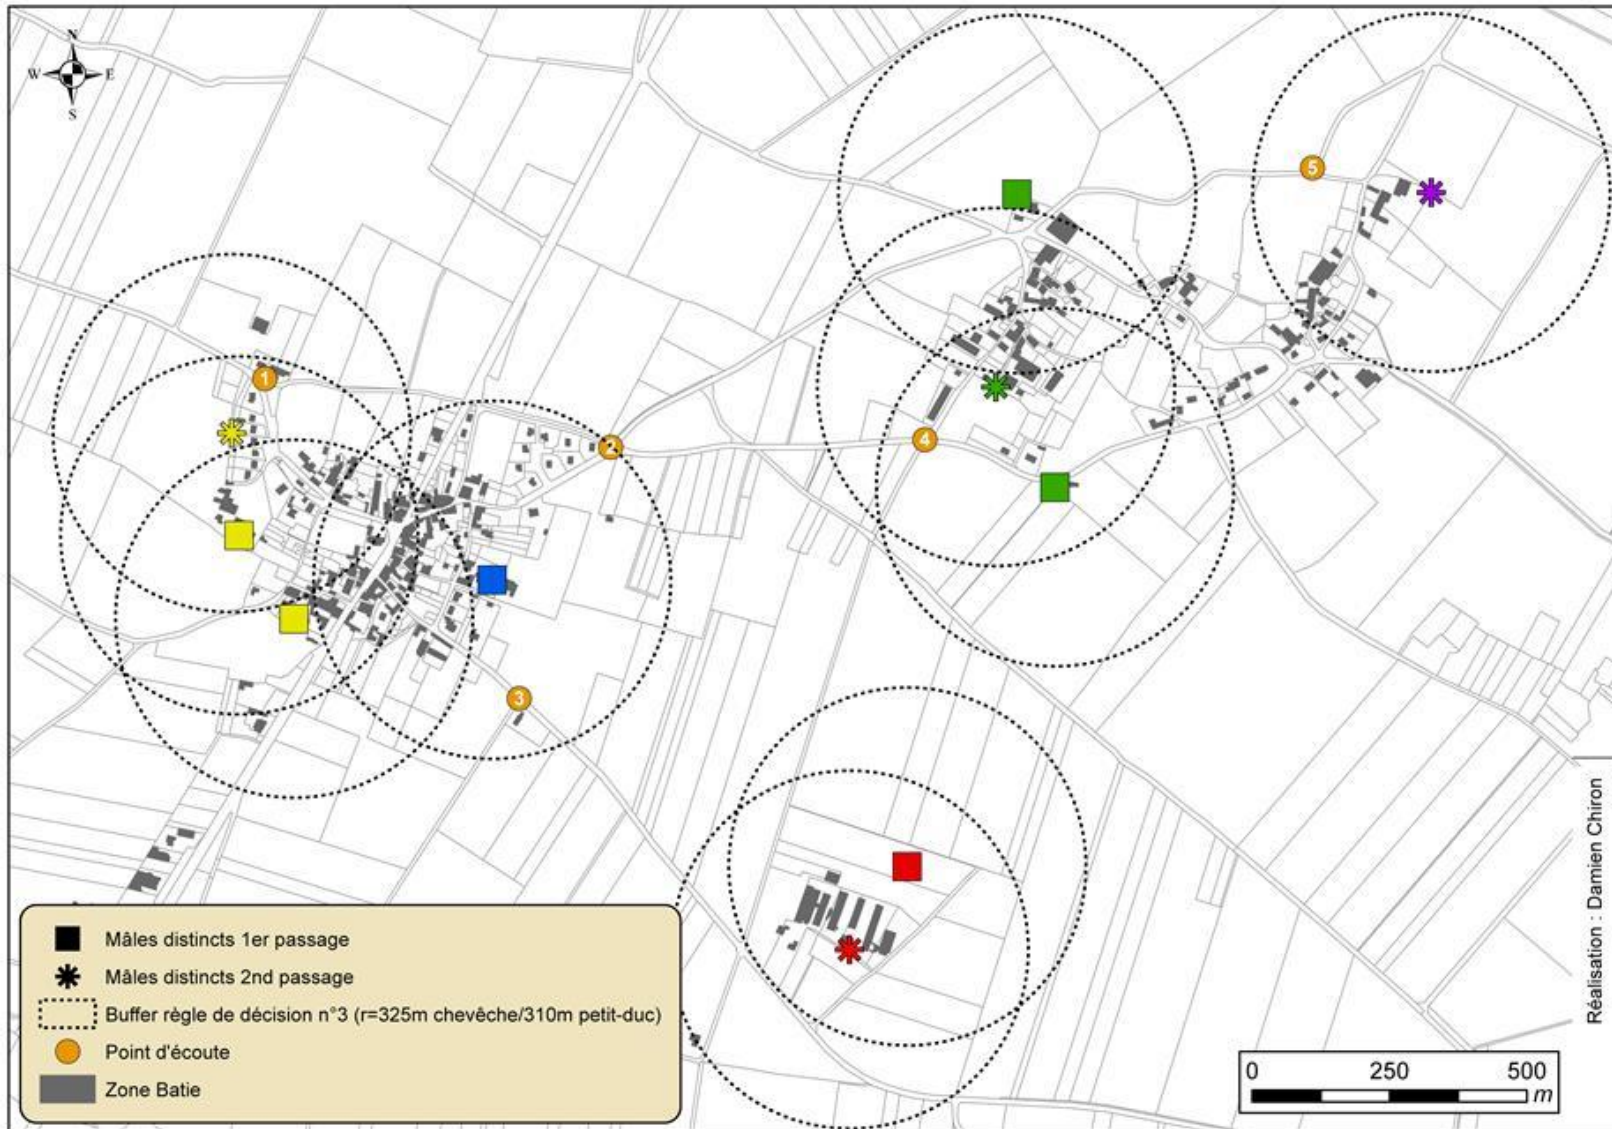 N
W E
S
5
1
2
4
3
Mâles distincts 1er passage
Mâles distincts 2nd passage
Buffer règle de décision n°3 (r=325m chevêche/310m petit-duc)
Point d'écoute
Zone Batie
0 250 500
m
Réalisation : Damien Chiron